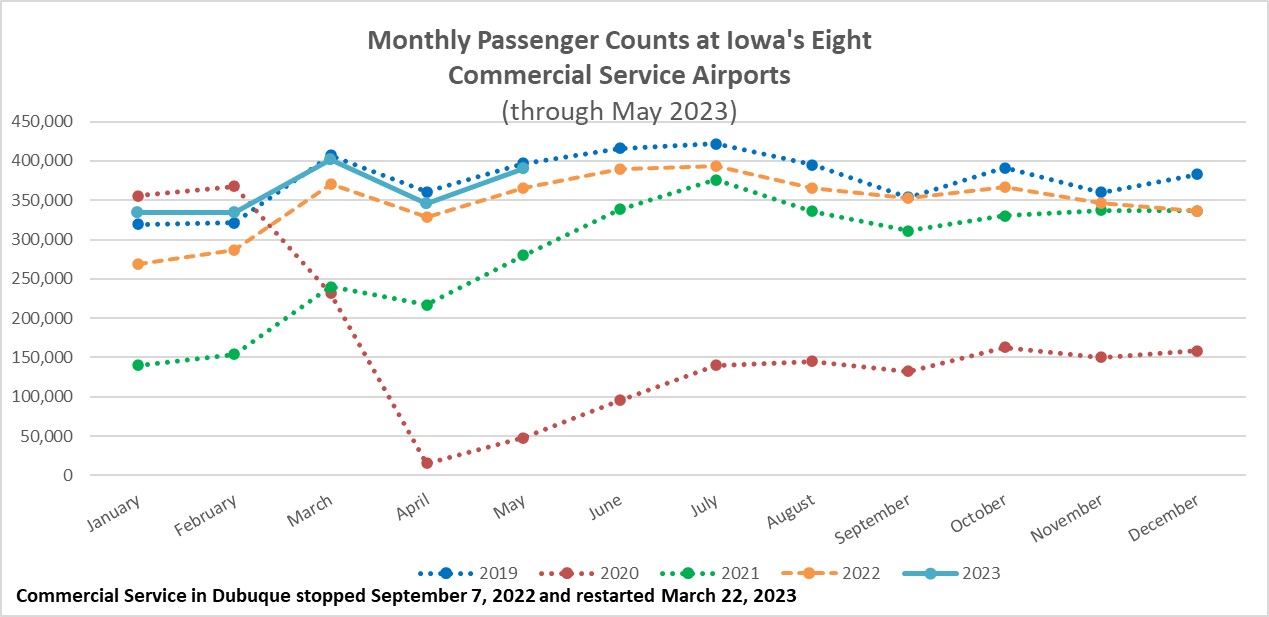 Monthly Passenger Counts at Iowa's Eight
Commercial Service Airports
(through May 2023)
450,000
400,000
350,000
300,000
250,000
200,000
150,000
100,000
50,000
0
January
February
March
April
May
June
July
August
September
October
November
December
2019
2020
2021
2022
2023
Commercial Service in Dubuque stopped September 7, 2022 and restarted March 22, 2023